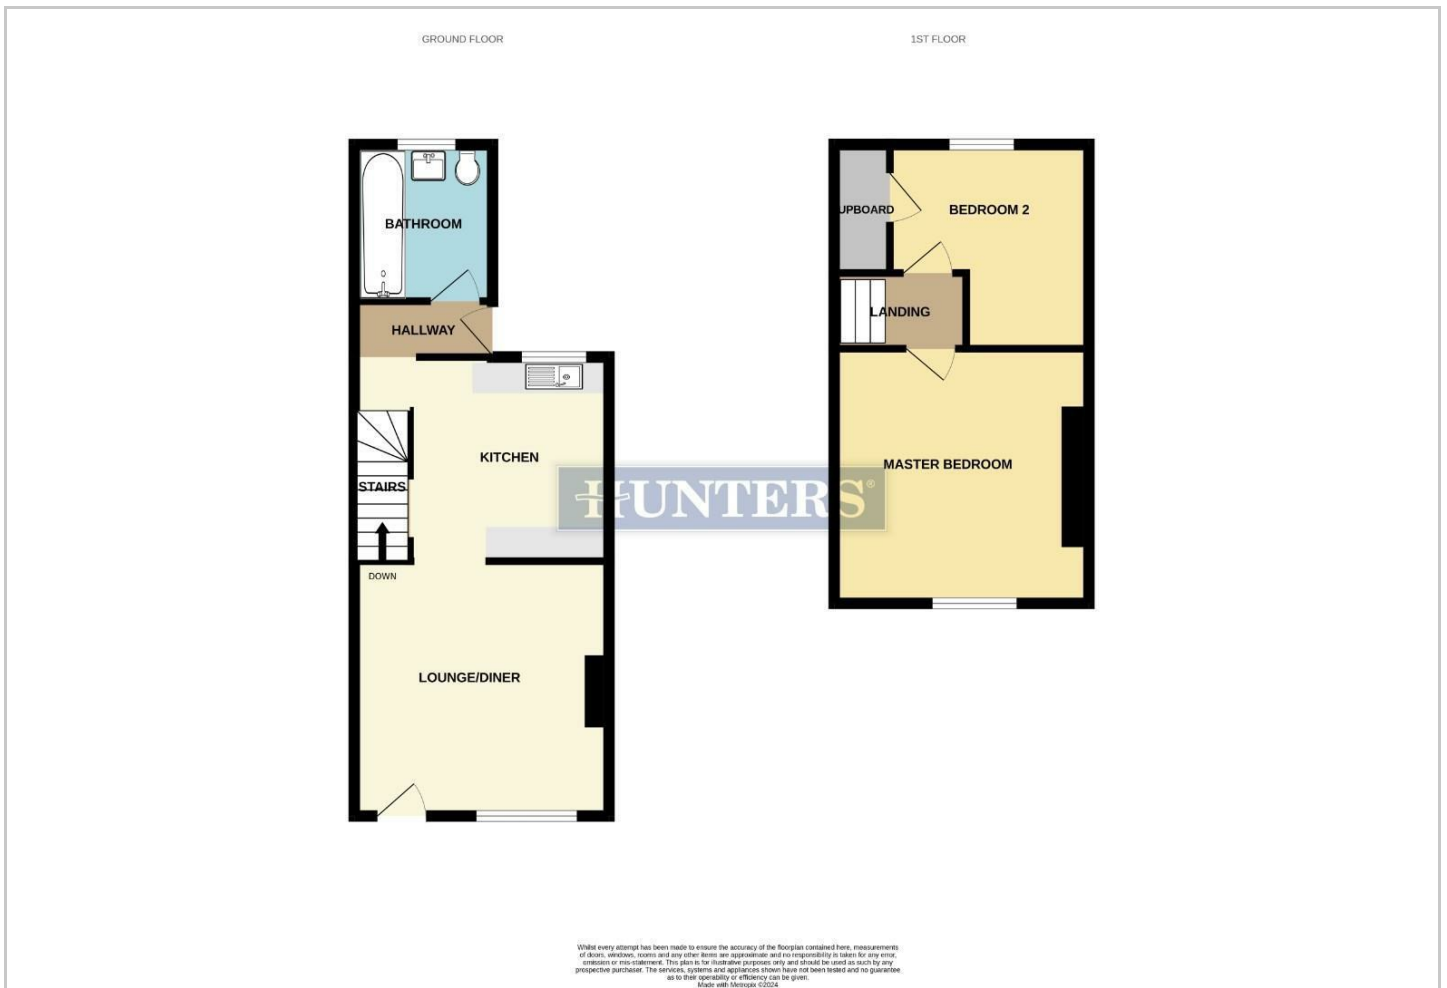 GROUND FLOOR
1ST FLOOR
BATHROOM
HALLWAY
KITCHEN
STAIRS
DOWN
LOUNGE/DINER
UPBOARD
BEDROOM 2
LANDING
MASTER BEDROOM
HUNTERS®
Whilst every attempt has been made to ensure the accuracy of the floorplan contained here, measurements
of doors, windows, rooms and any other items are approximate and no responsibility is taken for any error,
omission or mis-statement. This plan is for illustrative purposes only and should be used as such by any
prospective purchaser. The services, systems and appliances shown have not been tested and no guarantee
as to their operability or efficiency can be given.
Made with Metropix ©2024